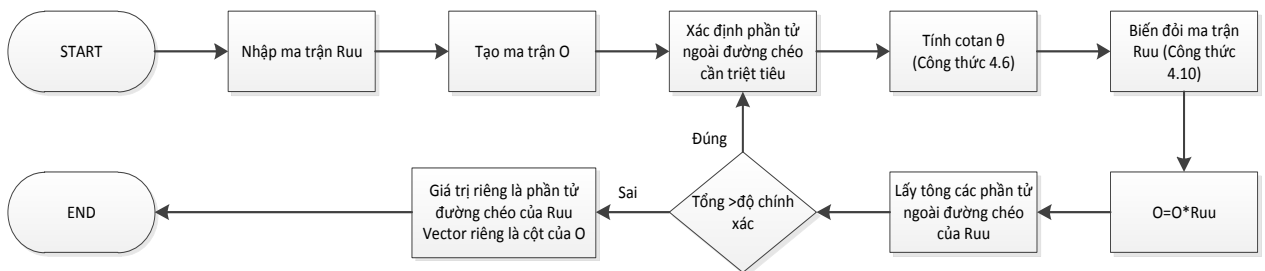 START
Nhập ma trận Ruu
Tạo ma trận O
Xác định phần tử
ngoài đường chéo
cần triệt tiêu
Tính cotan θ
(Công thức 4.6)
Biến đổi ma trận
Ruu (Công thức
4.10)
Đúng
END
Giá trị riêng là phần tử
đường chéo của Ruu
Vector riêng là cột của O
Sai
Tổng >độ chính
xác
Lấy tông các phần tử
ngoài đường chéo
của Ruu
O=O*Ruu